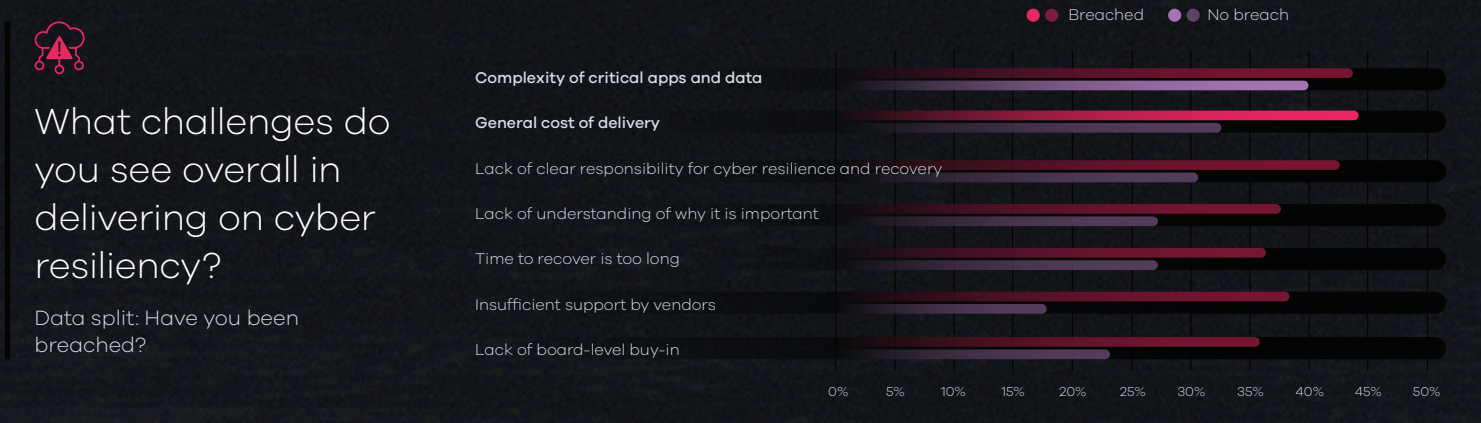 What challenges do
you see overall in
delivering on cyber
resiliency?
Data split: Have you been
breached?
Breached
No breach
Complexity of critical apps and data
General cost of delivery
Lack of clear responsibility for cyber resilience and recovery
Lack of understanding of why it is important
Time to recover is too long
Insufficient support by vendors
Lack of board-level buy-in
0% 5% 10% 15% 20% 25% 30% 35% 40% 45% 50%